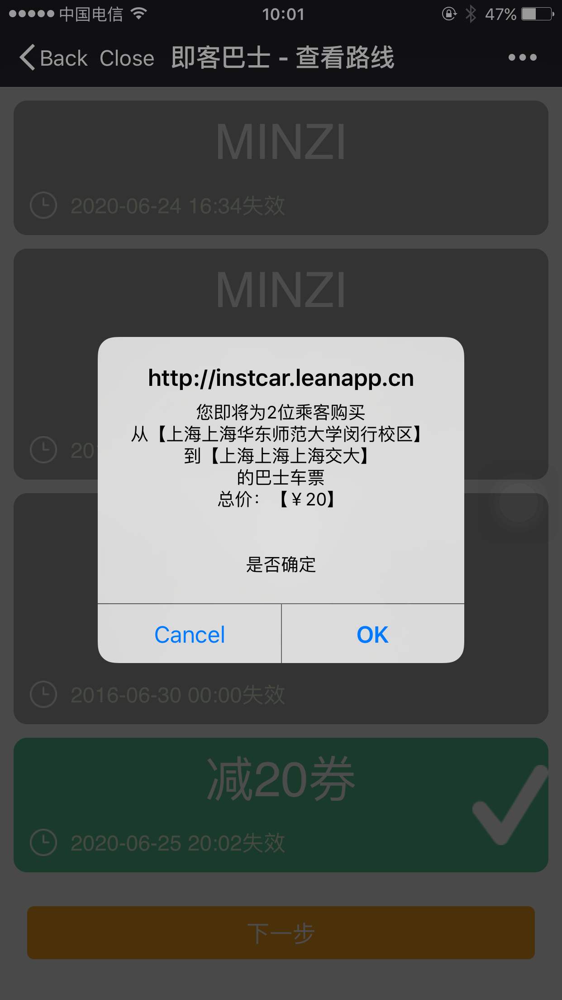 中国电信 10:01 47%
Back Close 即客巴士 - 查看路线
MINZI
2020-06-24 16:34失效
MINZI
201
http://instcar.leanapp.cn
您即将为2位乘客购买
从【上海上海华东师范大学闵行校区】
到【上海上海上海交大】
的巴士车票
总价：【¥20】
是否确定
Cancel OK
2016-06-30 00:00失效
减20券
2020-06-25 20:02失效
下一步